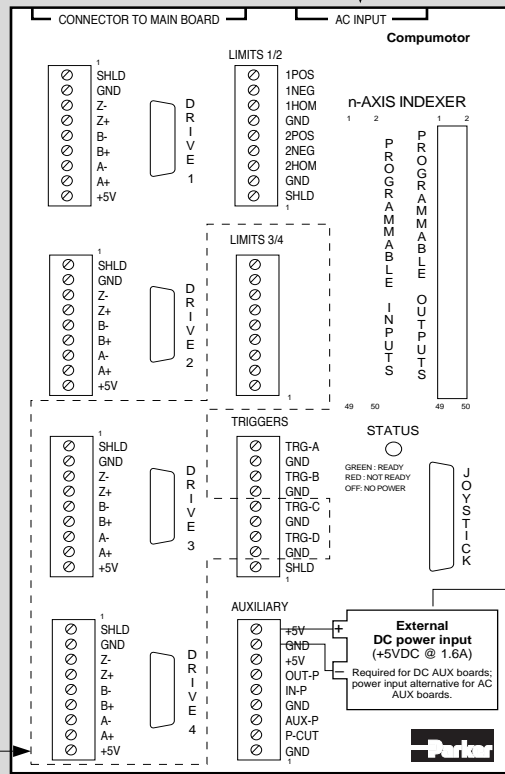 CONNECTOR TO MAIN BOARD
AC INPUT
Compumotor
1
SHLD
GND
Z-
Z+
B-
B+
A-
A+
+5V
DRIVE 1
LIMITS 1/2
1POS
1NEG
1HOM
GND
2POS
2NEG
2HOM
GND
SHLD
1
n-AXIS INDEXER
1 2
1 2
PROGRAMMABLE INPUTS
PROGRAMMABLE OUTPUTS
49 50
49 50
1
SHLD
GND
Z-
Z+
B-
B+
A-
A+
+5V
DRIVE 2
LIMITS 3/4
1
1
SHLD
GND
Z-
Z+
B-
B+
A-
A+
+5V
DRIVE 3
TRIGGERS
TRG-A
GND
TRG-B
GND
TRG-C
GND
TRG-D
GND
SHLD
1
STATUS
GREEN : READY
RED : NOT READY
OFF: NO POWER
JOYSTICK
1
SHLD
GND
Z-
Z+
B-
B+
A-
A+
+5V
DRIVE 4
AUXILIARY
+5V
GND
+5V
OUT-P
IN-P
GND
AUX-P
P-CUT
GND
1
+
–
External
DC power input
(+5VDC @ 1.6A)
Required for DC AUX boards;
power input alternative for AC
AUX boards.
Parker